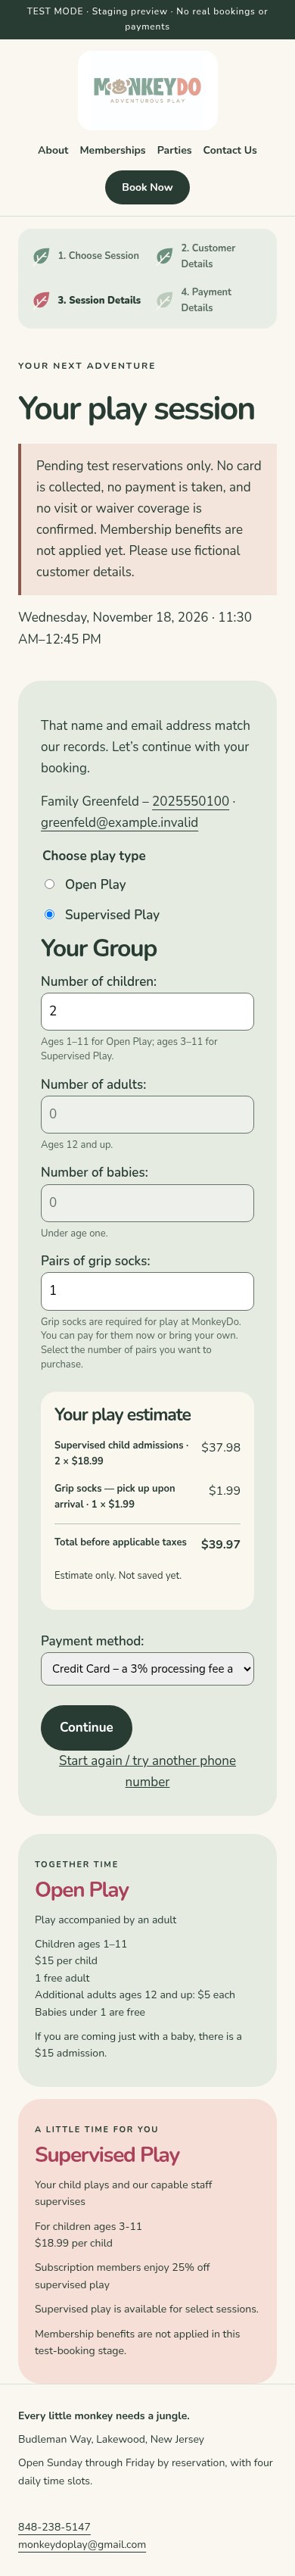 TEST MODE · Staging preview · No real bookings or
payments
MONKEYDO
ADVENTUROUS PLAY
About Memberships Parties Contact Us
Book Now
1. Choose Session
2. Customer
Details
3. Session Details
4. Payment
Details
YOUR NEXT ADVENTURE
Your play session
Pending test reservations only. No card
is collected, no payment is taken, and
no visit or waiver coverage is
confirmed. Membership benefits are
not applied yet. Please use fictional
customer details.
Wednesday, November 18, 2026 · 11:30
AM–12:45 PM
That name and email address match
our records. Let’s continue with your
booking.
Family Greenfeld – 2025550100 ·
greenfeld@example.invalid
Choose play type
Open Play
Supervised Play
Your Group
Number of children:
2
Ages 1–11 for Open Play; ages 3–11 for
Supervised Play.
Number of adults:
0
Ages 12 and up.
Number of babies:
0
Under age one.
Pairs of grip socks:
1
Grip socks are required for play at MonkeyDo.
You can pay for them now or bring your own.
Select the number of pairs you want to
purchase.
Your play estimate
Supervised child admissions · $37.98
2 × $18.99
Grip socks — pick up upon $1.99
arrival · 1 × $1.99
Total before applicable taxes $39.97
Estimate only. Not saved yet.
Payment method:
Credit Card – a 3% processing fee a
Continue
Start again / try another phone
number
TOGETHER TIME
Open Play
Play accompanied by an adult
Children ages 1–11
$15 per child
1 free adult
Additional adults ages 12 and up: $5 each
Babies under 1 are free
If you are coming just with a baby, there is a
$15 admission.
A LITTLE TIME FOR YOU
Supervised Play
Your child plays and our capable staff
supervises
For children ages 3-11
$18.99 per child
Subscription members enjoy 25% off
supervised play
Supervised play is available for select sessions.
Membership benefits are not applied in this
test-booking stage.
Every little monkey needs a jungle.
Budleman Way, Lakewood, New Jersey
Open Sunday through Friday by reservation, with four
daily time slots.
848-238-5147
monkeydoplay@gmail.com